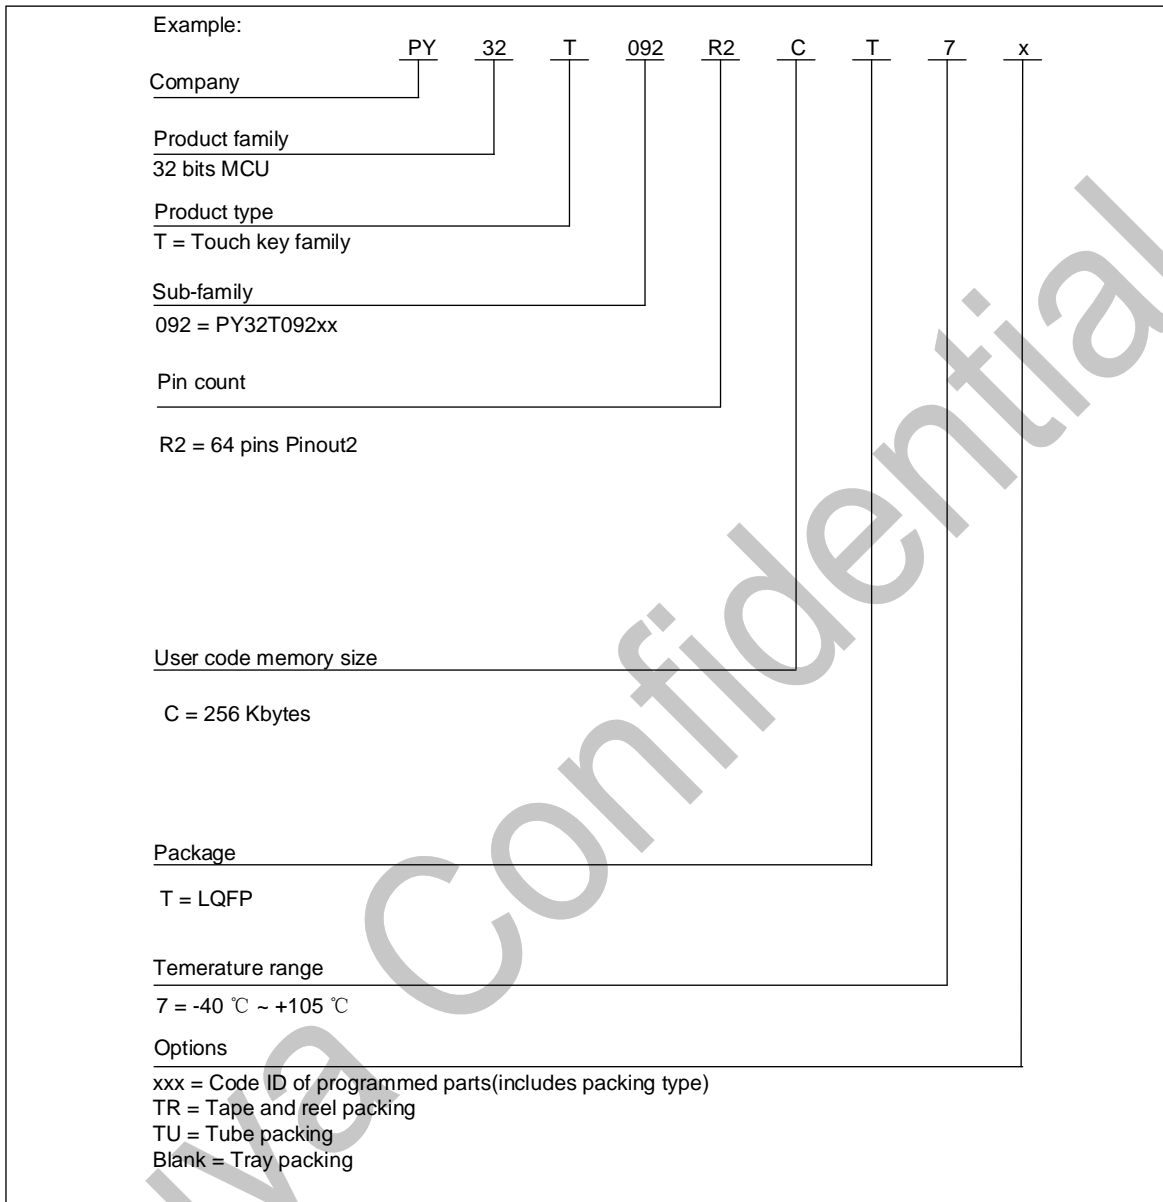 Example:
PY 32 T 092 R2 C T 7 x
Company
Product family
32 bits MCU
Product type
T = Touch key family
Sub-family
092 = PY32T092xx
Pin count
R2 = 64 pins Pinout2
User code memory size
C = 256 Kbytes
Package
T = LQFP
Temerature range
7 = -40 ℃ ~ +105 ℃
Options
xxx = Code ID of programmed parts(includes packing type)
TR = Tape and reel packing
TU = Tube packing
Blank = Tray packing
ya Confidential